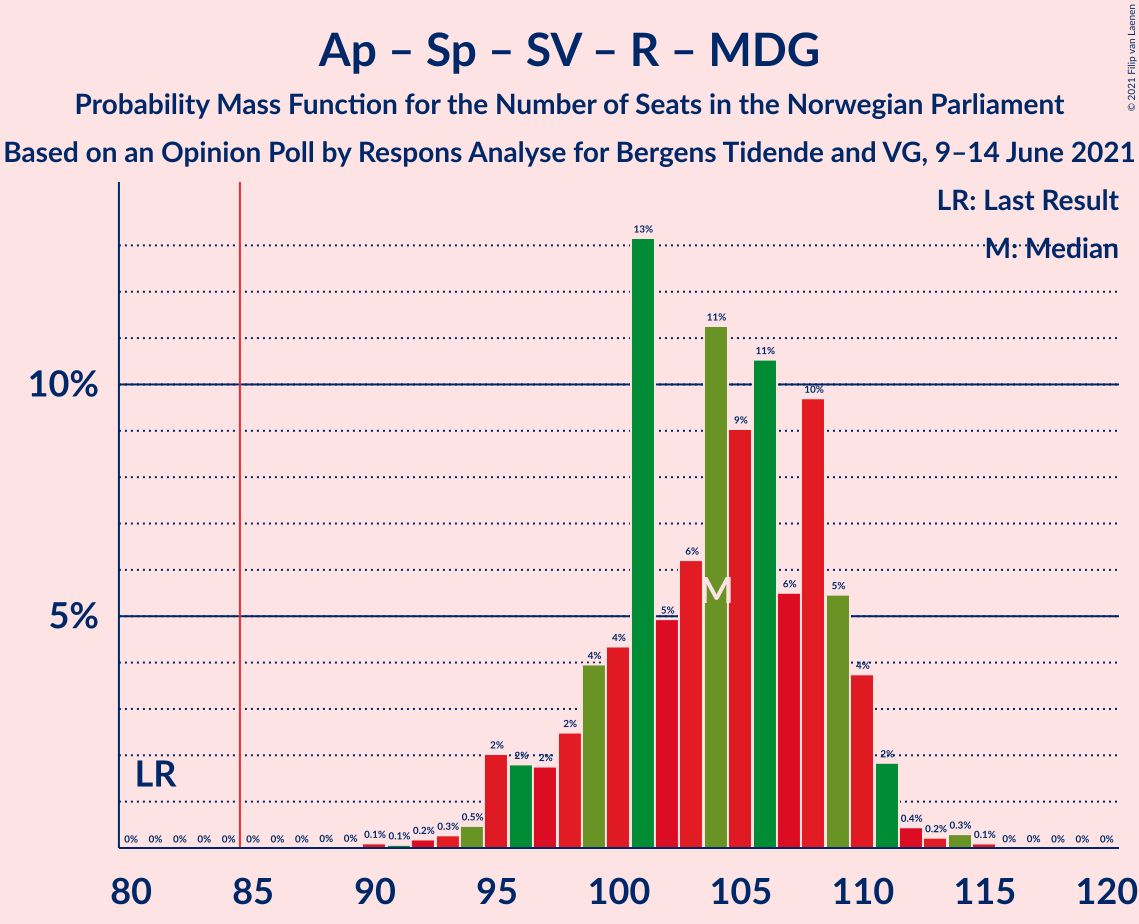 Ap – Sp – SV – R – MDG
Probability Mass Function for the Number of Seats in the Norwegian Parliament
Based on an Opinion Poll by Respons Analyse for Bergens Tidende and VG, 9–14 June 2021
© 2021 Filip van Laenen
LR: Last Result
M: Median
10%
5%
LR
M
0% 0% 0% 0% 0% 0% 0% 0% 0% 0% 0.1% 0.1% 0.2% 0.3% 0.5% 2% 2% 2% 2% 4% 4% 13% 5% 6% 11% 9% 11% 6% 10% 5% 4% 2% 0.4% 0.2% 0.3% 0.1% 0% 0% 0% 0% 0%
80 85 90 95 100 105 110 115 120